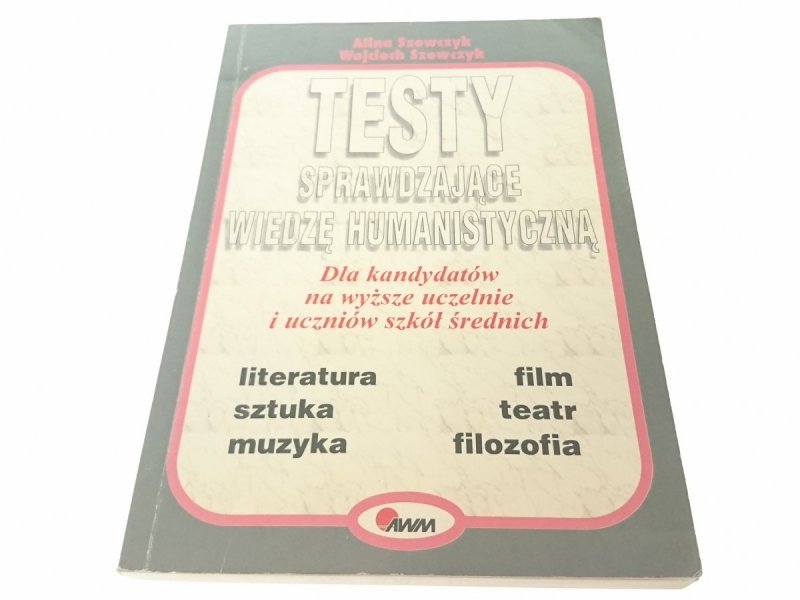 Alina Szewczyk
Wojciech Szewczyk
TESTY
SPRAWDZAJĄCE
WIEDZĘ HUMANISTYCZNĄ
Dla kandydatów
na wyższe uczelnie
i uczniów szkół średnich
literatura film
sztuka teatr
muzyka filozofia
AWM